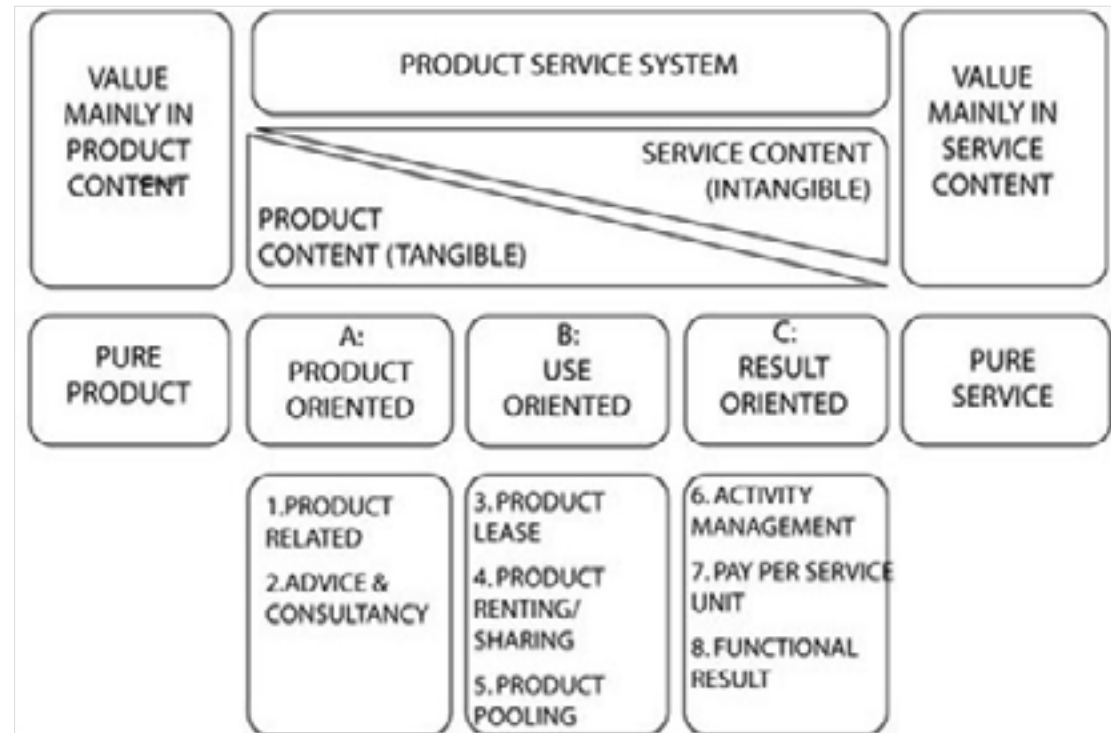 VALUE
MAINLY IN
PRODUCT
CONTENT
PRODUCT SERVICE SYSTEM
SERVICE CONTENT
(INTANGIBLE)
PRODUCT
CONTENT (TANGIBLE)
VALUE
MAINLY IN
SERVICE
CONTENT
PURE
PRODUCT
A:
PRODUCT
ORIENTED
B:
USE
ORIENTED
C:
RESULT
ORIENTED
PURE
SERVICE
1.PRODUCT
RELATED
2.ADVICE &
CONSULTANCY
3.PRODUCT
LEASE
4.PRODUCT
RENTING/
SHARING
5.PRODUCT
POOLING
6. ACTIVITY
MANAGEMENT
7. PAY PER SERVICE
UNIT
8. FUNCTIONAL
RESULT